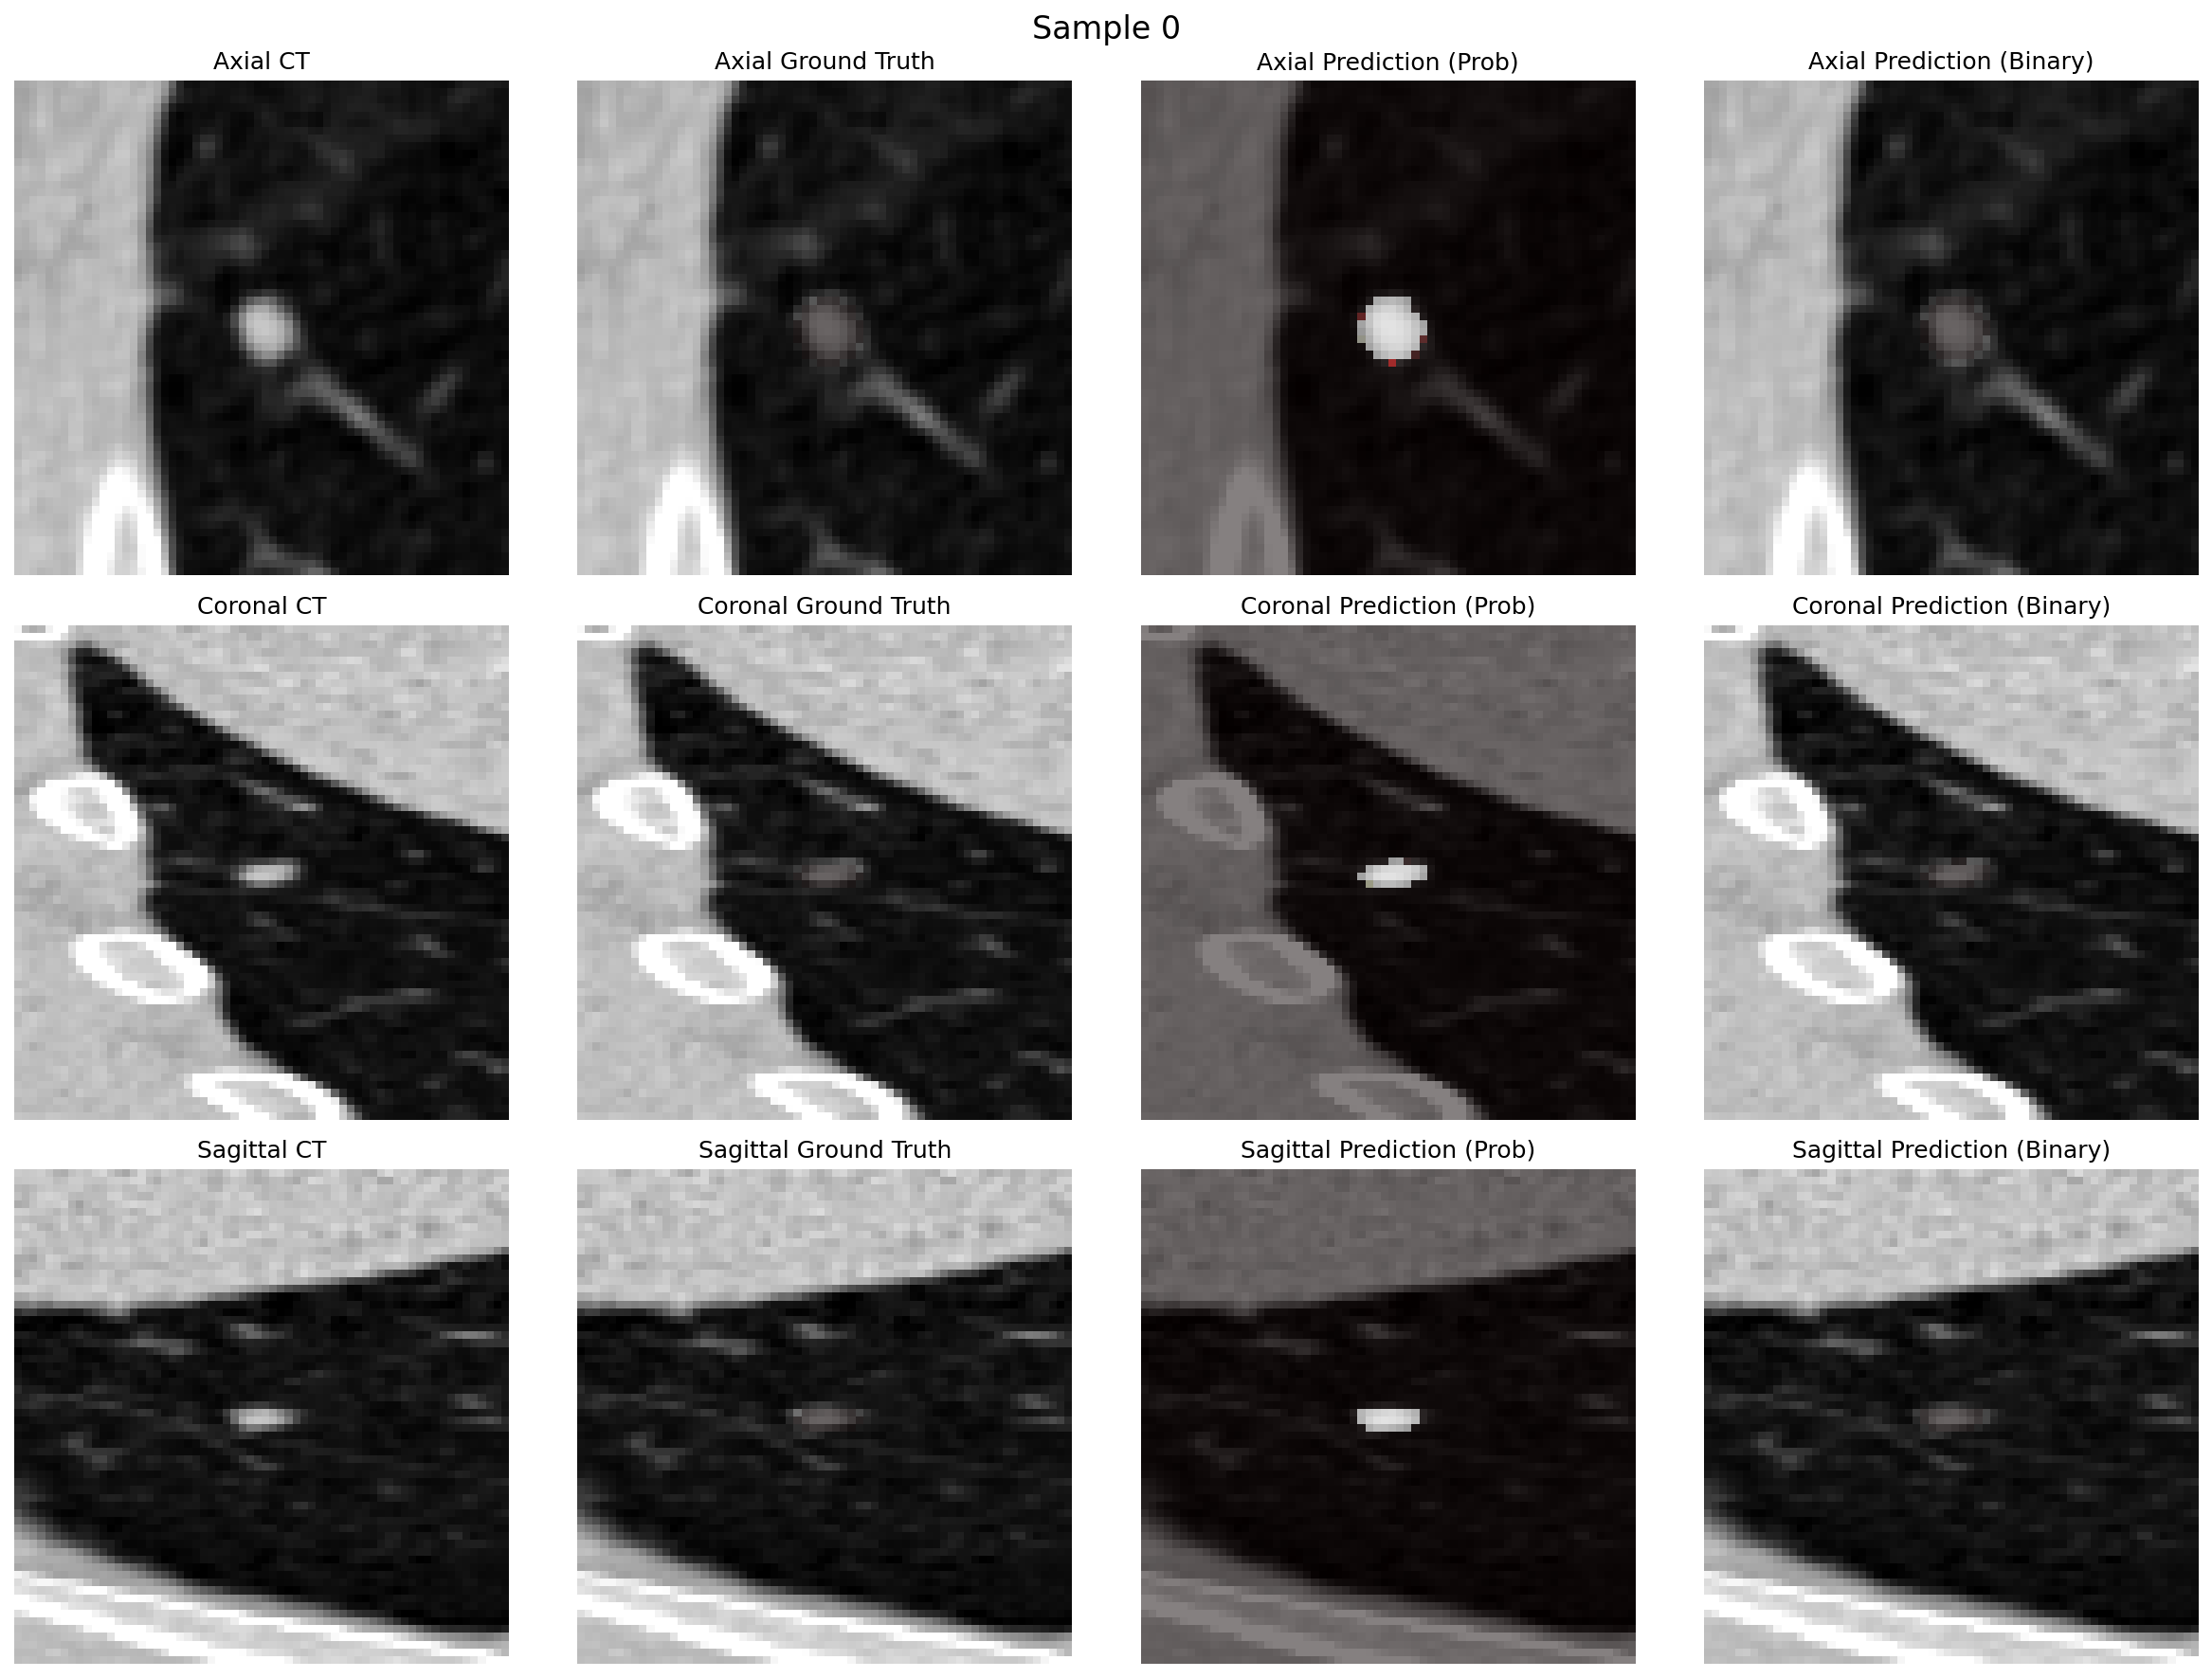 Sample 0
Axial CT
Axial Ground Truth
Axial Prediction (Prob)
Axial Prediction (Binary)
Coronal CT
Coronal Ground Truth
Coronal Prediction (Prob)
Coronal Prediction (Binary)
Sagittal CT
Sagittal Ground Truth
Sagittal Prediction (Prob)
Sagittal Prediction (Binary)